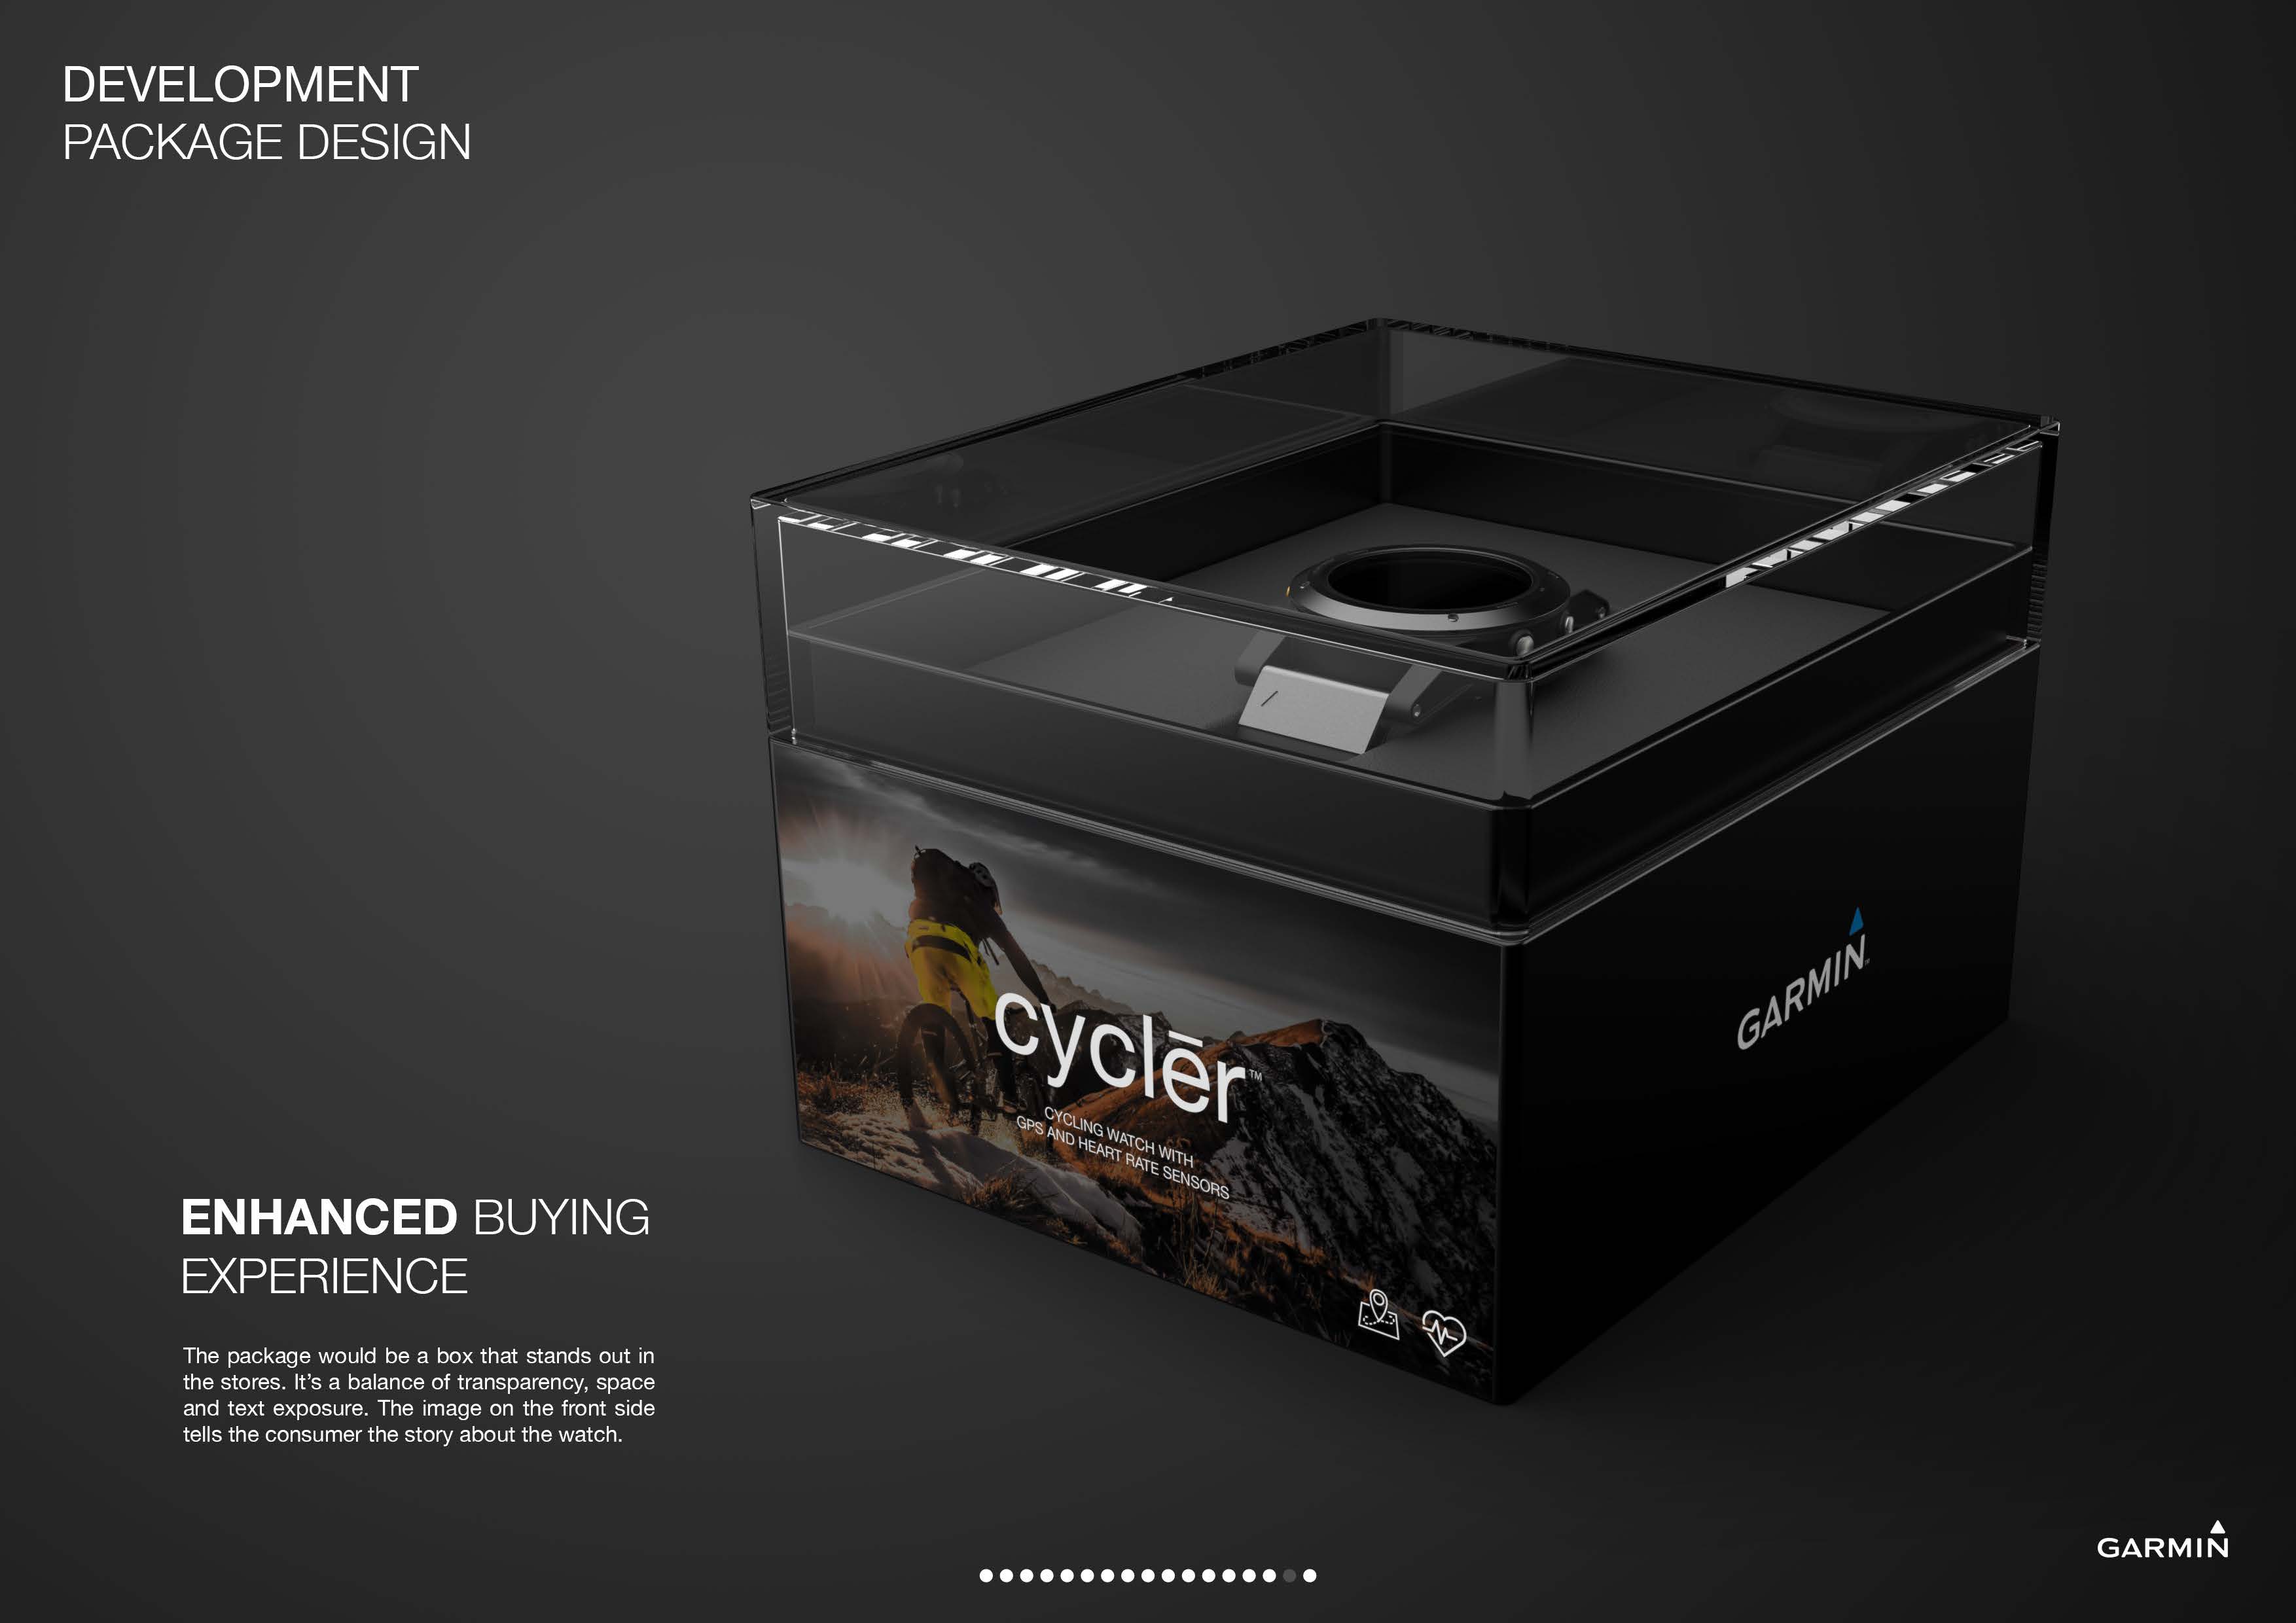 DEVELOPMENT
PACKAGE DESIGN
GARMIN™
cyclēr™
CYCLING WATCH WITH
GPS AND HEART RATE SENSORS
ENHANCED BUYING
EXPERIENCE
The package would be a box that stands out in
the stores. It’s a balance of transparency, space
and text exposure. The image on the front side
tells the consumer the story about the watch.
GARMIN